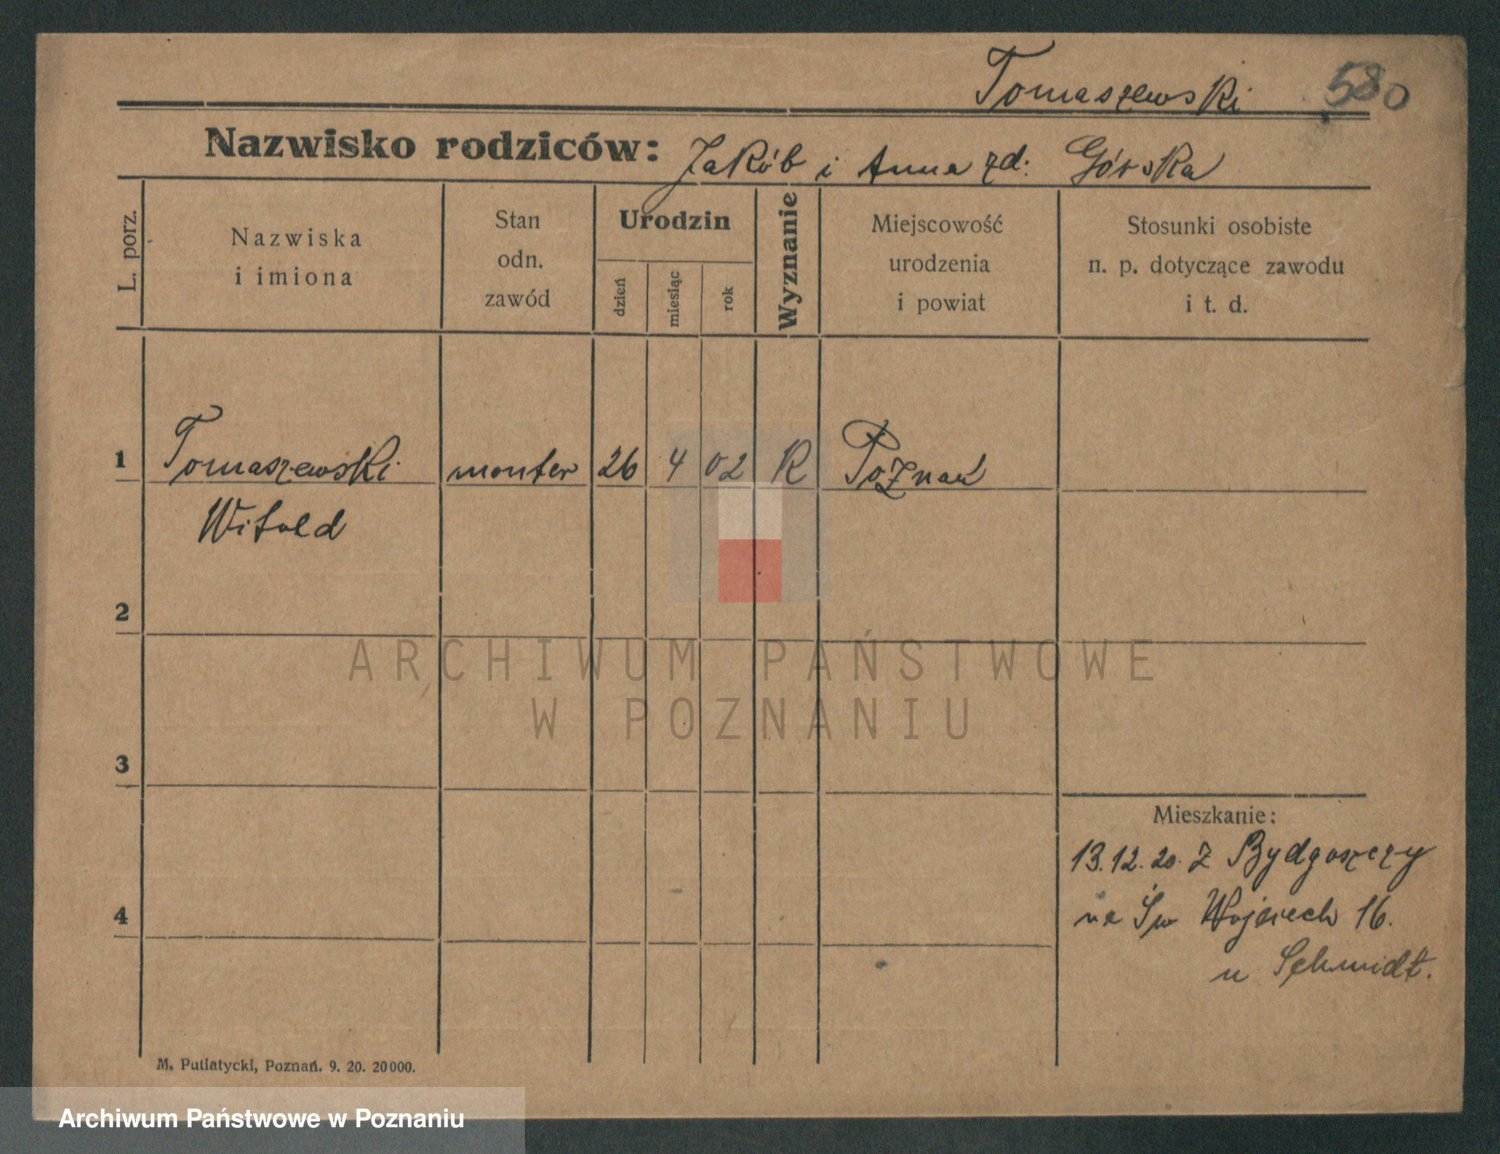 Tomaszewski 580
Nazwisko rodziców: Jakób i Anna zd: Górska
L. porz.
Nazwiska
i imiona
Stan
odn.
zawód
Urodzin
dzień
miesiąc
rok
Wyznanie
Miejscowość
urodzenia
i powiat
Stosunki osobiste
n. p. dotyczące zawodu
i t. d.
1 Tomaszewski monter 26 4 02 R Poznań
Witold
2
ARCHIWUM PAŃSTWOWE
W POZNANIU
3
Mieszkanie:
13.12.20. z Bydgoszczy
na Św Wojciech 16.
4
u Schmidt.
M. Putiatycki, Poznań. 9. 20. 20000.
Archiwum Państwowe w Poznaniu